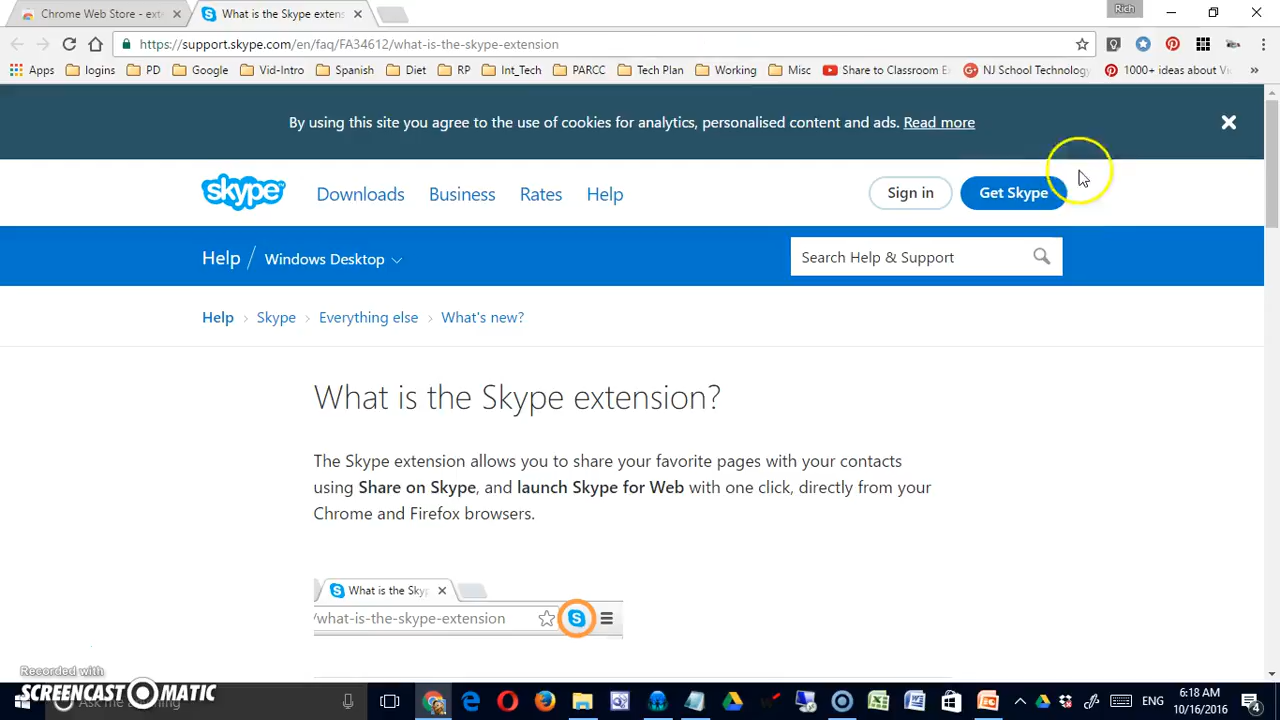 Chrome Web Store - ext
What is the Skype extens
Rich
https://support.skype.com/en/faq/FA34612/what-is-the-skype-extension
Apps logins PD Google Vid-Intro Spanish Diet RP Int_Tech PARCC Tech Plan Working Misc Share to Classroom E NJ School Technology 1000+ ideas about Vi »
By using this site you agree to the use of cookies for analytics, personalised content and ads. Read more
skype Downloads Business Rates Help Sign in Get Skype
Help / Windows Desktop Search Help & Support
Help > Skype > Everything else > What's new?
What is the Skype extension?
The Skype extension allows you to share your favorite pages with your contacts
using Share on Skype, and launch Skype for Web with one click, directly from your
Chrome and Firefox browsers.
What is the Sky
/what-is-the-skype-extension
Recorded with
SCREENCAST MATIC
Ask me anything
ENG
6:18 AM
10/16/2016
4